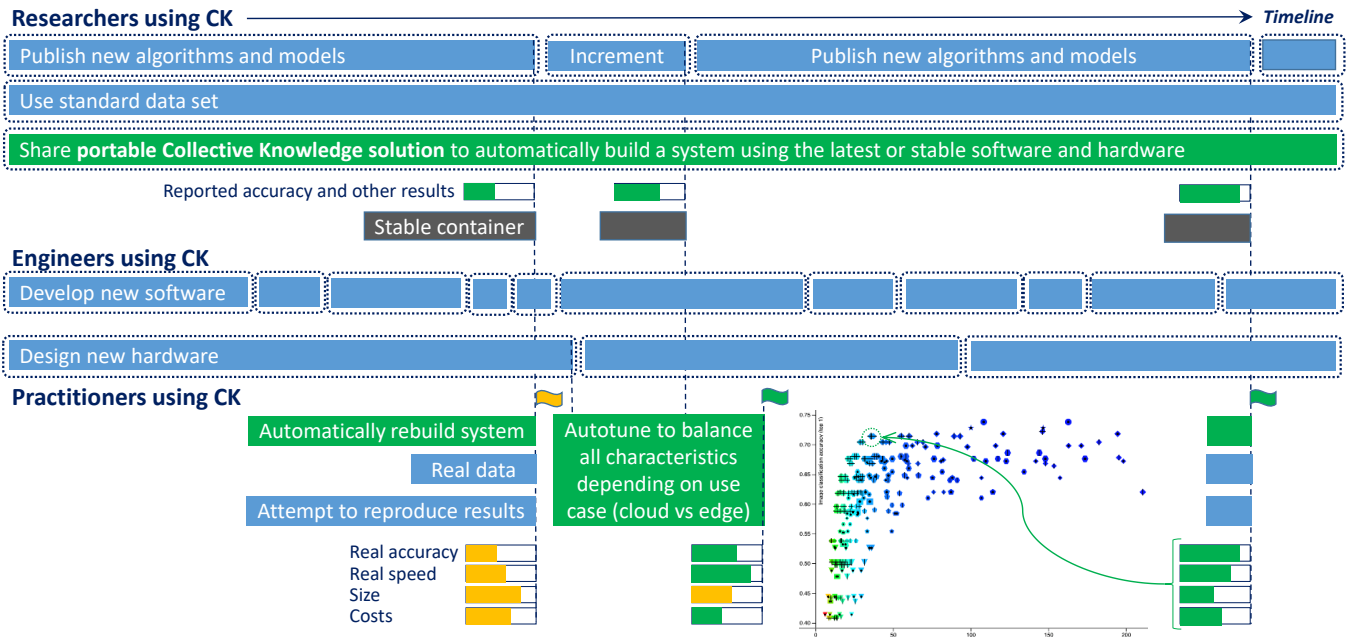 Researchers using CK
Timeline
Publish new algorithms and models
Increment
Publish new algorithms and models
Use standard data set
Share portable Collective Knowledge solution to automatically build a system using the latest or stable software and hardware
Reported accuracy and other results
Stable container
Engineers using CK
Develop new software
Design new hardware
Practitioners using CK
Automatically rebuild system
Real data
Attempt to reproduce results
Autotune to balance
all characteristics
depending on use
case (cloud vs edge)
Real accuracy
Real speed
Size
Costs
Image classification accuracy (top 1)
0.75
0.70
0.65
0.60
0.55
0.50
0.45
0.40
0
50
100
150
200